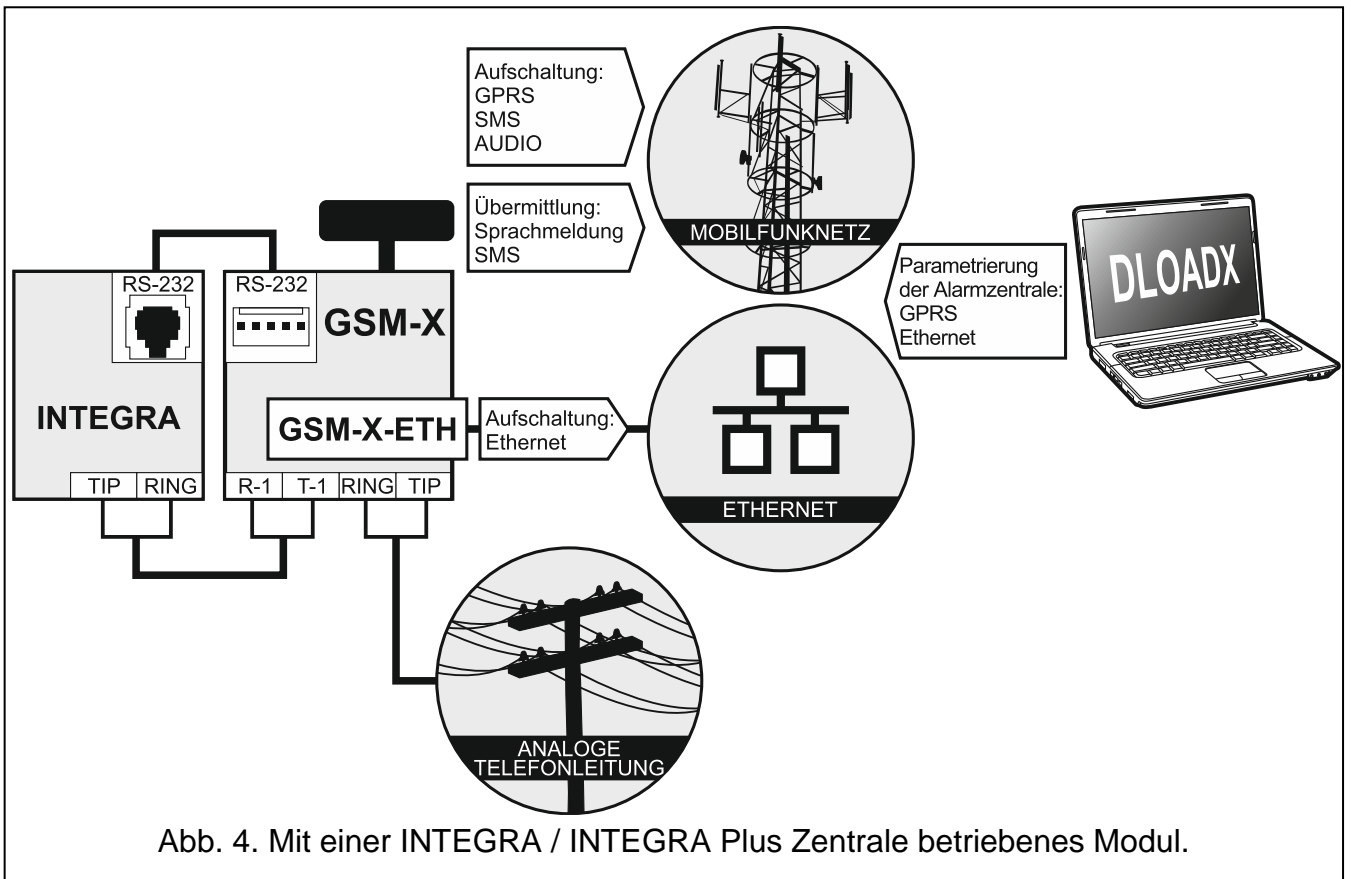 Aufschaltung:
GPRS
SMS
AUDIO
Übermittlung:
Sprachmeldung
SMS
MOBILFUNKNETZ
Parametrierung
der Alarmzentrale:
GPRS
Ethernet
DLOADX
RS-232
RS-232
GSM-X
INTEGRA
GSM-X-ETH
Aufschaltung:
Ethernet
TIP RING
R-1 T-1 RING TIP
ETHERNET
ANALOGE
TELEFONLEITUNG
Abb. 4. Mit einer INTEGRA / INTEGRA Plus Zentrale betriebenes Modul.